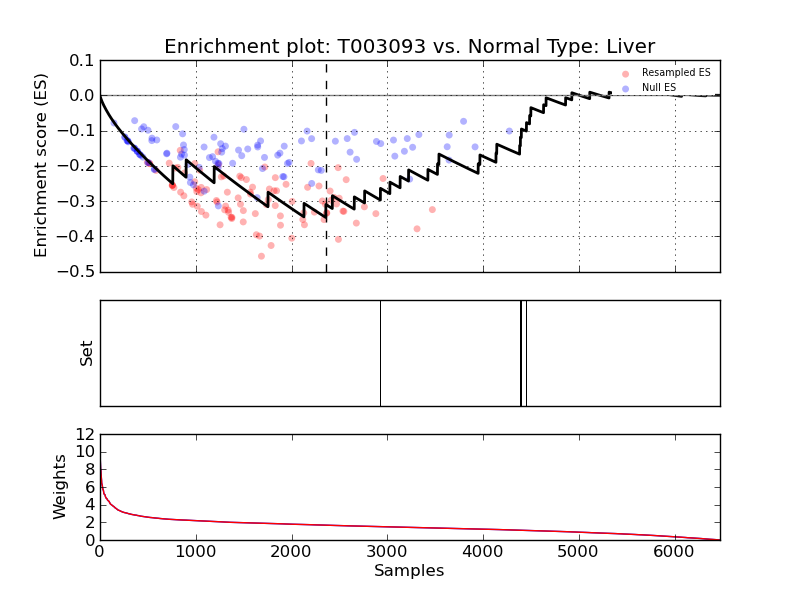 Enrichment plot: T003093 vs. Normal Type: Liver
0.1
0.0
−0.1
−0.2
−0.3
−0.4
−0.5
Enrichment score (ES)
Resampled ES
Null ES
Set
12
10
8
6
4
2
0
Weights
0 1000 2000 3000 4000 5000 6000
Samples